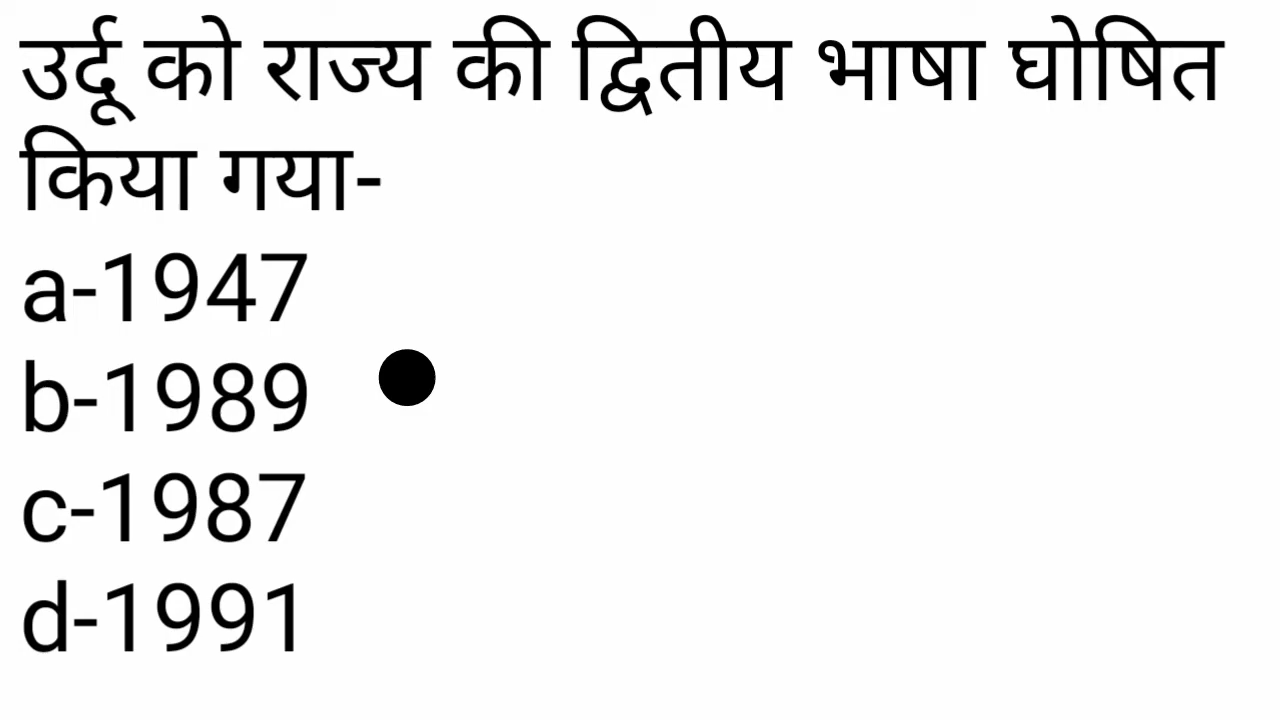 उर्दू को राज्य की द्वितीय भाषा घोषित
किया गया-
a-1947
b-1989
c-1987
d-1991